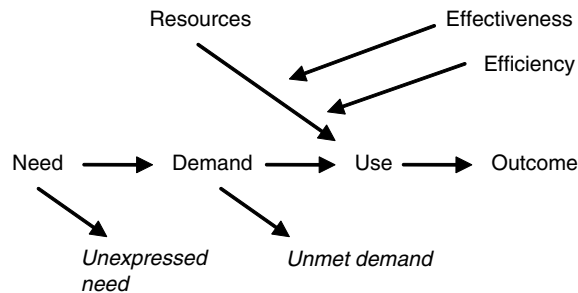 Resources
Effectiveness
Efficiency
Need
Demand
Use
Outcome
Unexpressed
need
Unmet demand